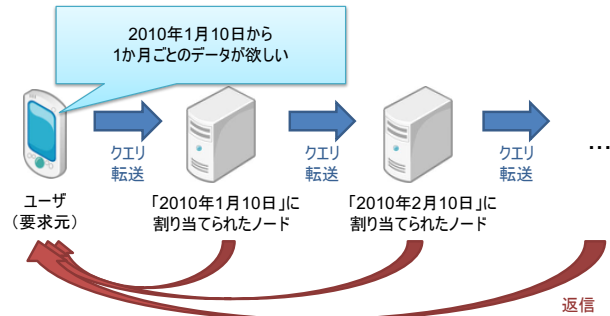 2010年1月10日から
1か月ごとのデータが欲しい
クエリ
転送
クエリ
転送
クエリ
転送
…
ユーザ
（要求元）
「2010年1月10日」に
割り当てられたノード
「2010年2月10日」に
割り当てられたノード
返信